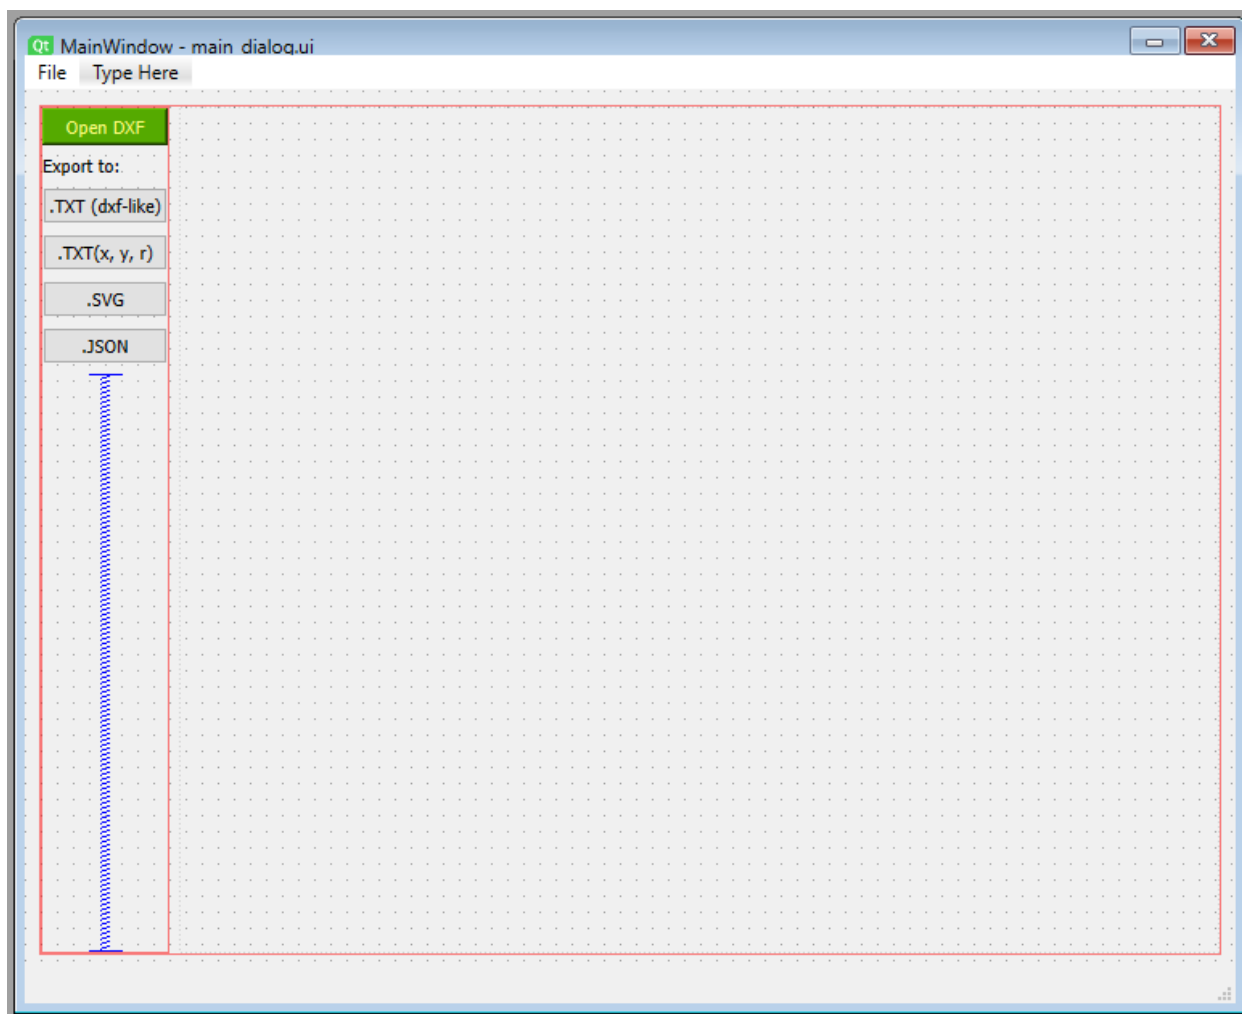 Qt MainWindow - main_dialog.ui
File Type Here
Open DXF
Export to:
.TXT (dxf-like)
.TXT(x, y, r)
.SVG
.JSON